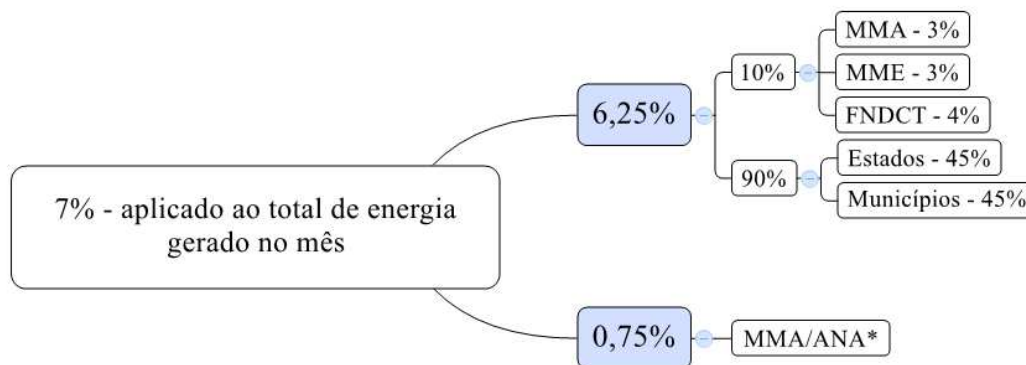 7% - aplicado ao total de energia
gerado no mês
6,25%
10%
MMA - 3%
MME - 3%
FNDCT - 4%
90%
Estados - 45%
Municípios - 45%
0,75%
MMA/ANA*